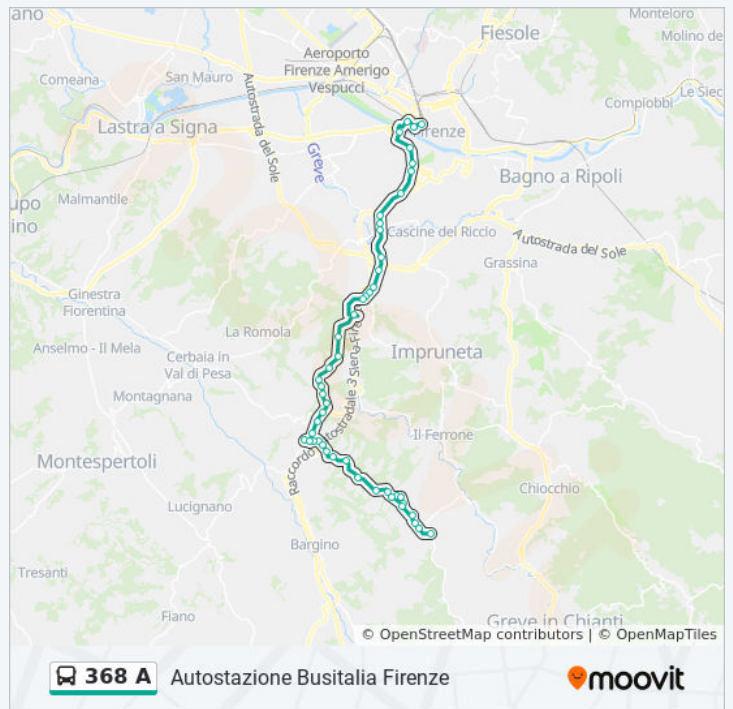 Monteloro
ano
Fiesole
Molino de
Aeroporto
Firenze Amerigo
Vespucci
Comeana
San Mauro
Le Siec
Compiobbi
Autostrada del Sole
Lastra a Signa
irenze
Greve
Bagno a Ripoli
Malmantile
upo
ino
Cascine del Riccio
Autostrada del Sole
Grassina
Ginestra
Fiorentina
La Romola
Anselmo - Il Mela
Cerbaia in
Val di Pesa
Impruneta
Montagnana
Raccordo Autostradale 3 Siena-Fire
Il Ferrone
Montespertoli
Chiocchio
Lucignano
Bargino
Tresanti
Fiano
Greve in Chianti
© OpenStreetMap contributors | © OpenMapTiles
368 A
Autostazione Busitalia Firenze
moovit